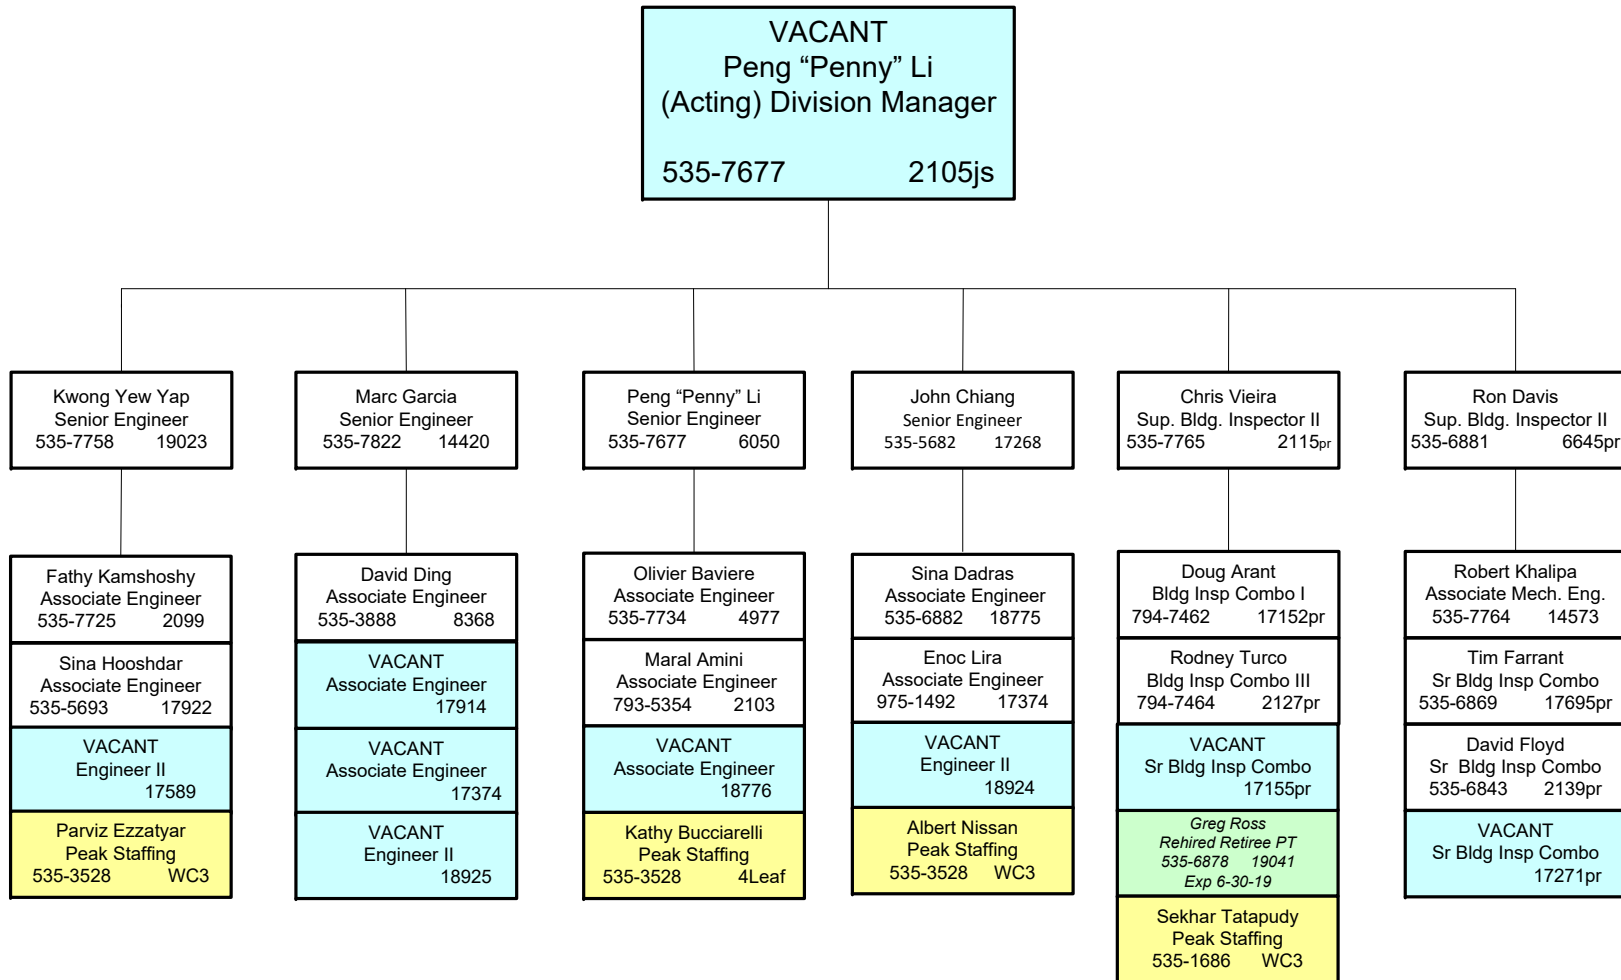 VACANT
Peng “Penny” Li
(Acting) Division Manager
535-7677 2105js
Kwong Yew Yap
Senior Engineer
535-7758 19023
Marc Garcia
Senior Engineer
535-7822 14420
Peng “Penny” Li
Senior Engineer
535-7677 6050
John Chiang
Senior Engineer
535-5682 17268
Chris Vieira
Sup. Bldg. Inspector II
535-7765 2115pr
Ron Davis
Sup. Bldg. Inspector II
535-6881 6645pr
Fathy Kamshoshy
Associate Engineer
535-7725 2099
Sina Hooshdar
Associate Engineer
535-5693 17922
VACANT
Engineer II
17589
Parviz Ezzatyar
Peak Staffing
535-3528 WC3
David Ding
Associate Engineer
535-3888 8368
VACANT
Associate Engineer
17914
VACANT
Associate Engineer
17374
VACANT
Engineer II
18925
Olivier Baviere
Associate Engineer
535-7734 4977
Maral Amini
Associate Engineer
793-5354 2103
VACANT
Associate Engineer
18776
Kathy Bucciarelli
Peak Staffing
535-3528 4Leaf
Sina Dadras
Associate Engineer
535-6882 18775
Enoc Lira
Associate Engineer
975-1492 17374
VACANT
Engineer II
18924
Albert Nissan
Peak Staffing
535-3528 WC3
Doug Arant
Bldg Insp Combo I
794-7462 17152pr
Rodney Turco
Bldg Insp Combo III
794-7464 2127pr
VACANT
Sr Bldg Insp Combo
17155pr
Greg Ross
Rehired Retiree PT
535-6878 19041
Exp 6-30-19
Sekhar Tatapudy
Peak Staffing
535-1686 WC3
Robert Khalipa
Associate Mech. Eng.
535-7764 14573
Tim Farrant
Sr Bldg Insp Combo
535-6869 17695pr
David Floyd
Sr Bldg Insp Combo
535-6843 2139pr
VACANT
Sr Bldg Insp Combo
17271pr